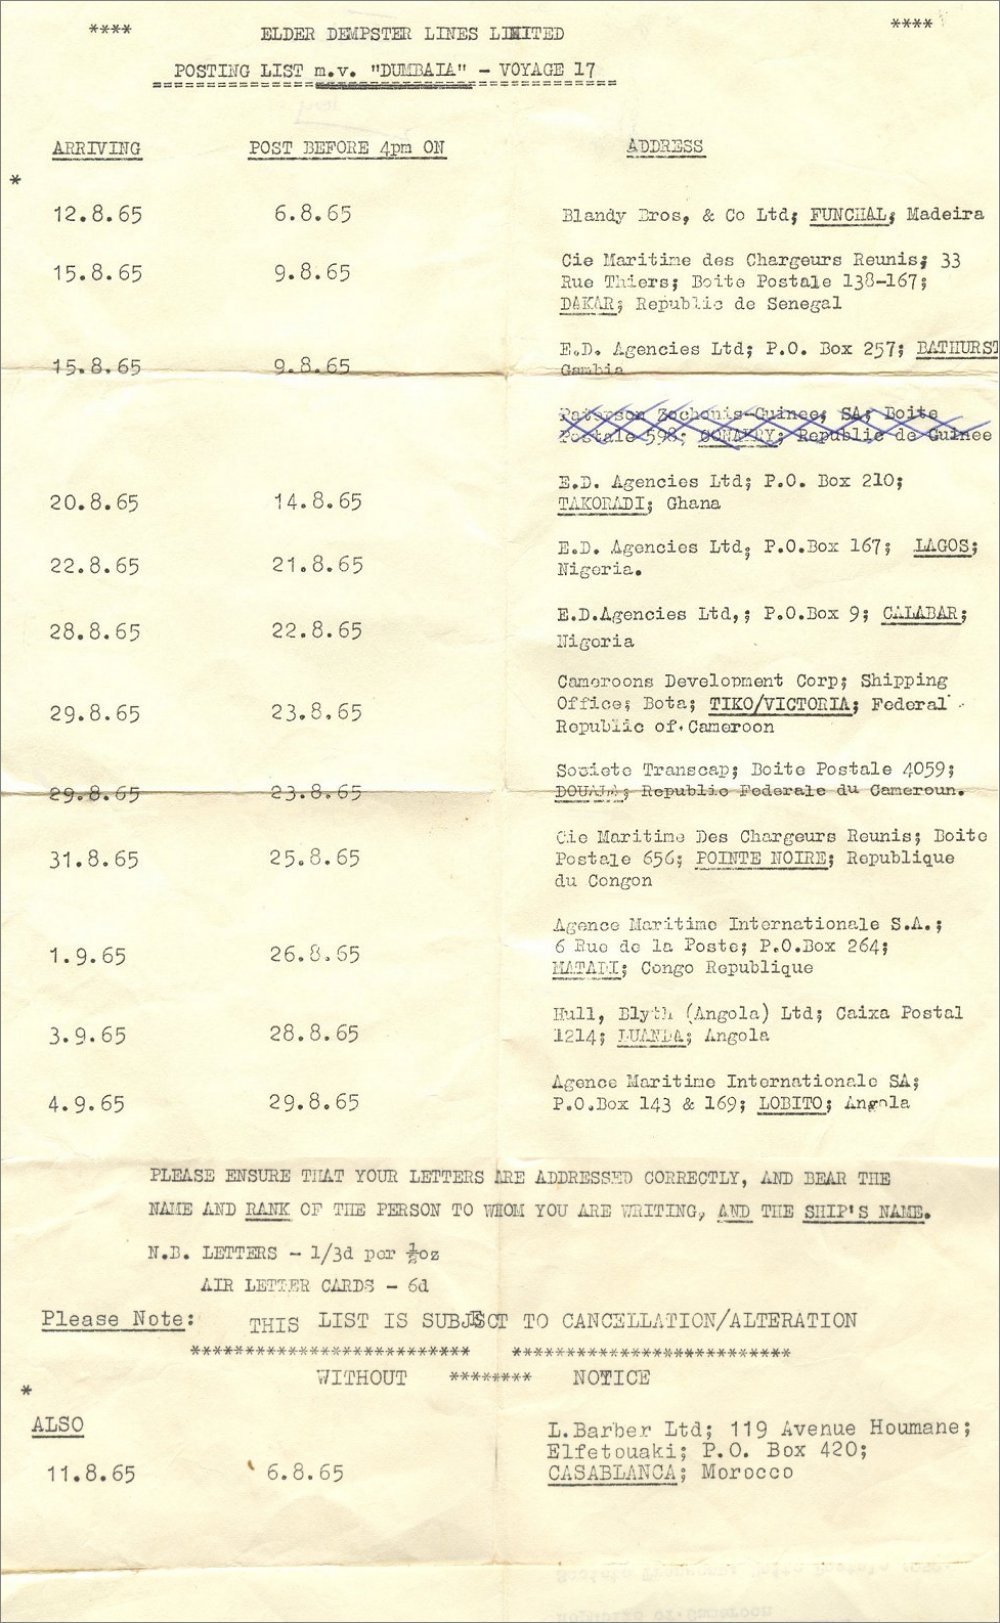 **** ELDER DEMPSTER LINES LIMITED ****
POSTING LIST m.v. "DUMBAIA" - VOYAGE 17
ARRIVING POST BEFORE 4pm ON ADDRESS
*
12.8.65 6.8.65 Blandy Bros, & Co Ltd; FUNCHAL; Madeira
15.8.65 9.8.65 Cie Maritime des Chargeurs Reunis; 33
Rue Thiers; Boite Postale 138-167;
DAKAR; Republic de Senegal
15.8.65 9.8.65 E.D. Agencies Ltd; P.O. Box 257; BATHURST
Gambia
Paterson Zochonis-Guinee; SA; Boite
Postale 598; CONAKRY; Republic de Guinee
20.8.65 14.8.65 E.D. Agencies Ltd; P.O. Box 210;
TAKORADI; Ghana
22.8.65 21.8.65 E.D. Agencies Ltd; P.O.Box 167; LAGOS;
Nigeria.
28.8.65 22.8.65 E.D.Agencies Ltd,; P.O.Box 9; CALABAR;
Nigeria
29.8.65 23.8.65 Cameroons Development Corp; Shipping
Office; Bota; TIKO/VICTORIA; Federal
Republic of Cameroon
29.8.65 23.8.65 Societe Transcap; Boite Postale 4059;
DOUALA; Republic Federale du Cameroun.
31.8.65 25.8.65 Cie Maritime Des Chargeurs Reunis; Boite
Postale 656; POINTE NOIRE; Republique
du Congon
1.9.65 26.8.65 Agence Maritime Internationale S.A.;
6 Rue de la Poste; P.O.Box 264;
MATADI; Congo Republique
3.9.65 28.8.65 Hull, Blyth (Angola) Ltd; Caixa Postal
1214; LUANDA; Angola
4.9.65 29.8.65 Agence Maritime Internationale SA;
P.O.Box 143 & 169; LOBITO; Angola
PLEASE ENSURE THAT YOUR LETTERS ARE ADDRESSED CORRECTLY, AND BEAR THE
NAME AND RANK OF THE PERSON TO WHOM YOU ARE WRITING, AND THE SHIP'S NAME.
N.B. LETTERS - 1/3d per ½oz
AIR LETTER CARDS - 6d
Please Note: THIS LIST IS SUBJECT TO CANCELLATION/ALTERATION
************************** **************************
WITHOUT ******** NOTICE
*
ALSO
11.8.65 6.8.65 L.Barber Ltd; 119 Avenue Houmane;
Elfetouaki; P.O. Box 420;
CASABLANCA; Morocco